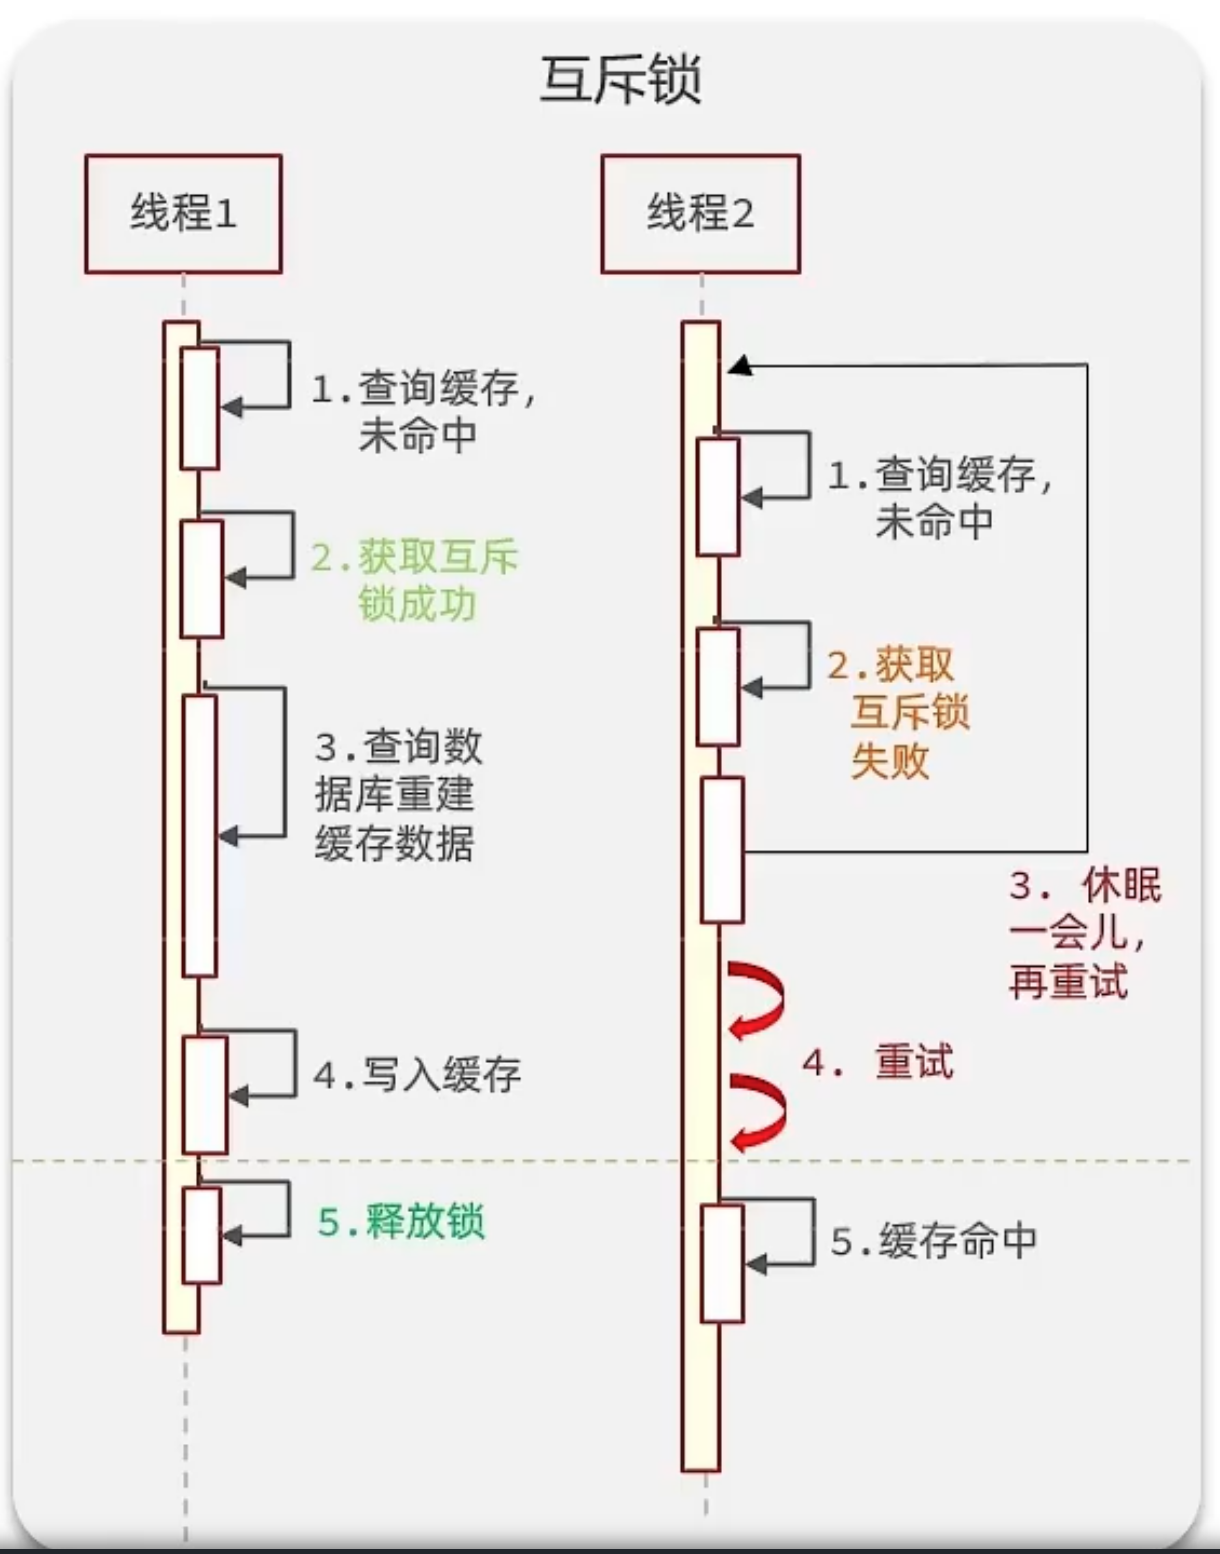 互斥锁
线程1
线程2
1.查询缓存,
未命中
2.获取互斥
锁成功
3.查询数
据库重建
缓存数据
4.写入缓存
5.释放锁
1.查询缓存,
未命中
2.获取
互斥锁
失败
3. 休眠
一会儿,
再重试
4. 重试
5.缓存命中